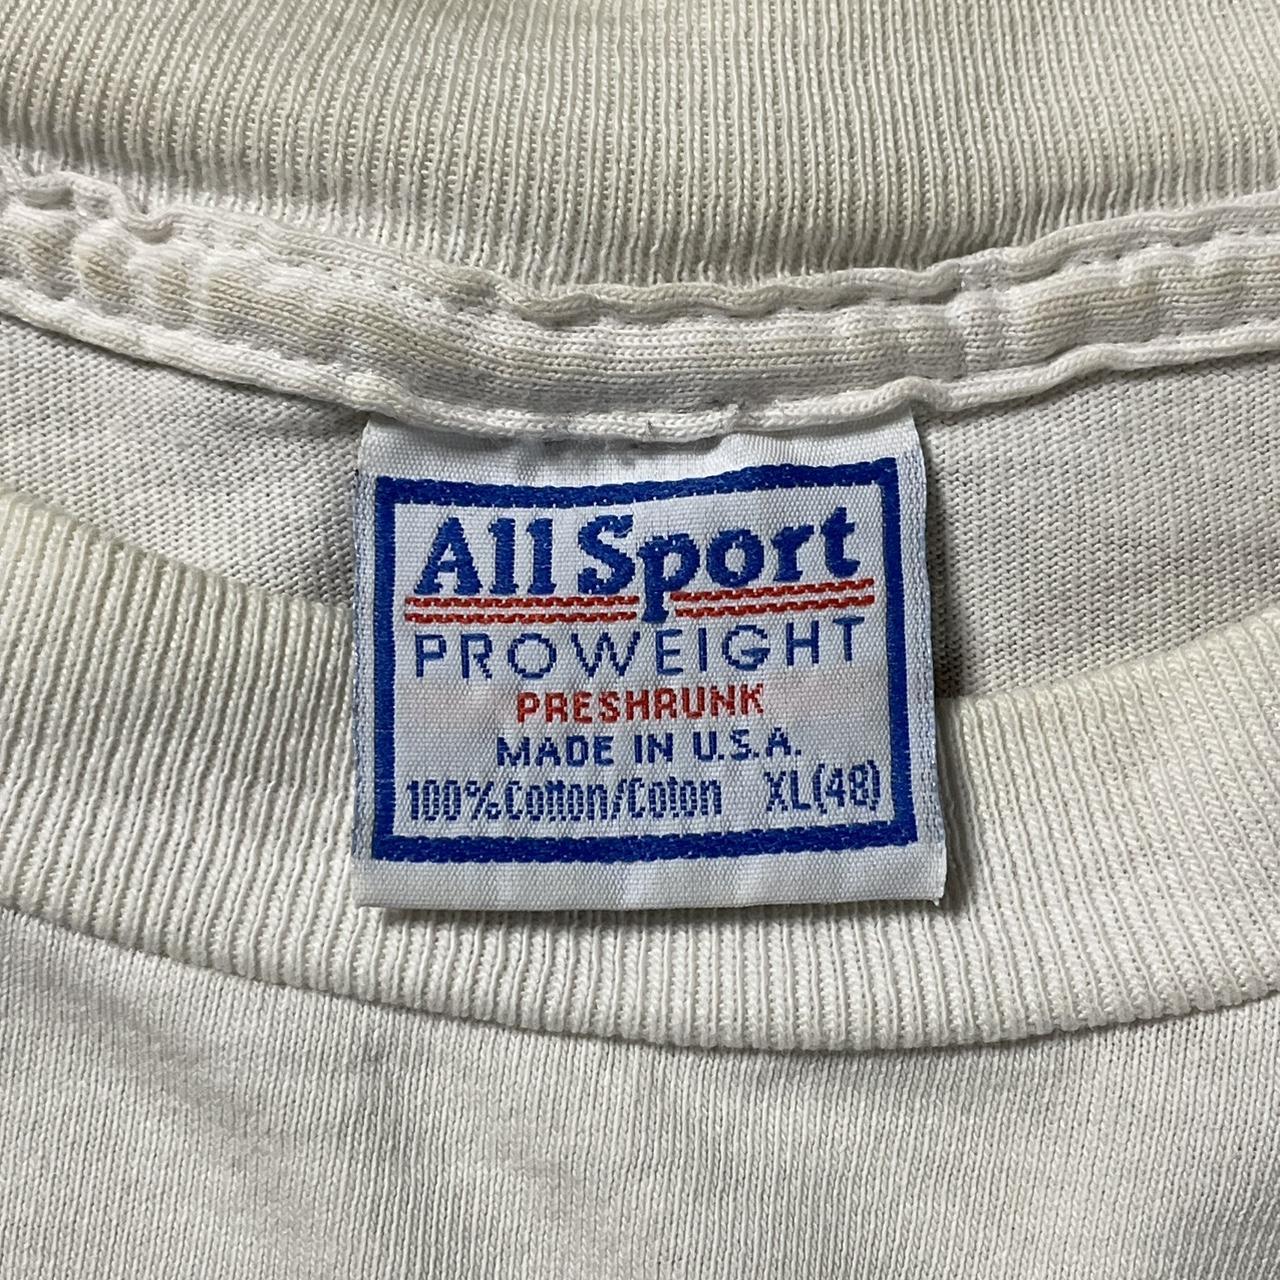 All Sport
PROWEIGHT
PRESHRUNK
MADE IN U.S.A.
100% Cotton/Coton XL(48)